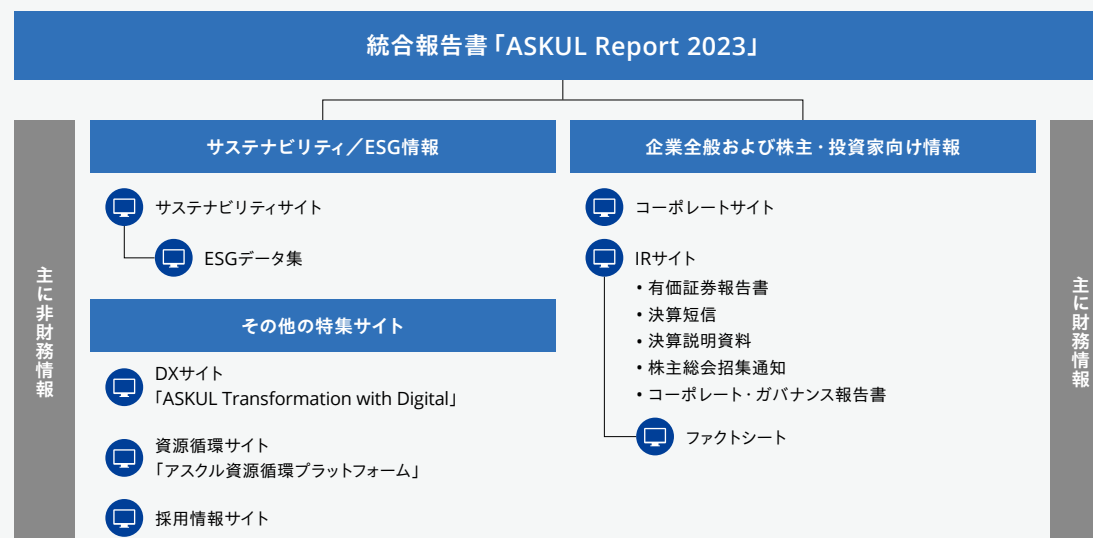 統合報告書「ASKUL Report 2023」
主に非財務情報
サステナビリティ／ESG情報
サステナビリティサイト
ESGデータ集
その他の特集サイト
DXサイト
「ASKUL Transformation with Digital」
資源循環サイト
「アスクル資源循環プラットフォーム」
採用情報サイト
企業全般および株主・投資家向け情報
コーポレートサイト
IRサイト
・有価証券報告書
・決算短信
・決算説明資料
・株主総会招集通知
・コーポレート・ガバナンス報告書
ファクトシート
主に財務情報